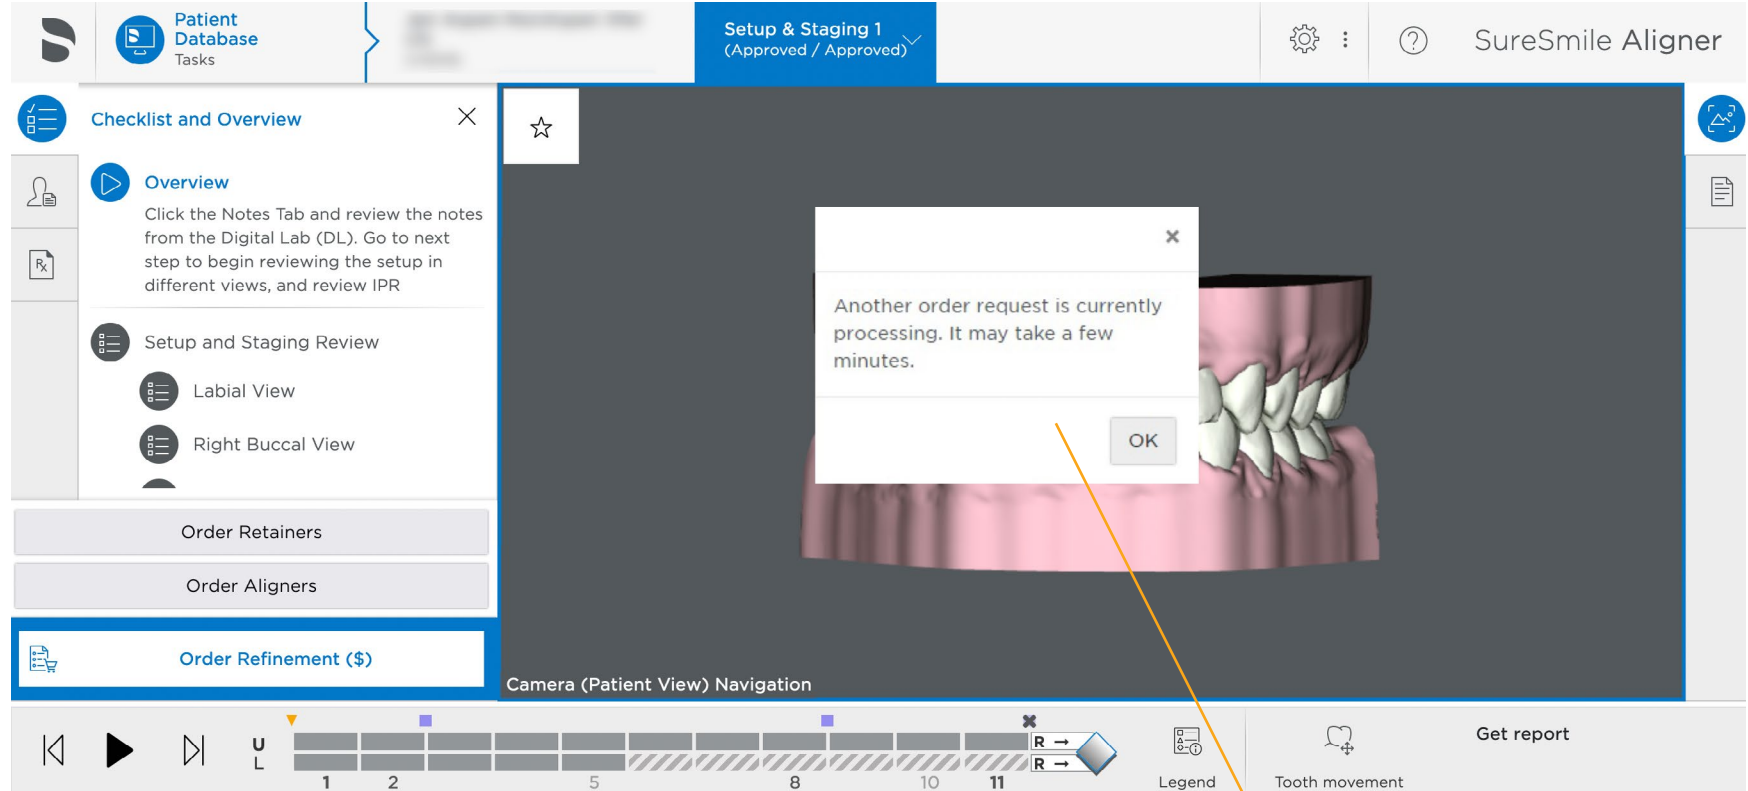 Patient
Database
Tasks
Setup & Staging 1
(Approved / Approved)
SureSmile Aligner
Checklist and Overview
Overview
Click the Notes Tab and review the notes
from the Digital Lab (DL). Go to next
step to begin reviewing the setup in
different views, and review IPR
Setup and Staging Review
Labial View
Right Buccal View
Order Retainers
Order Aligners
Order Refinement ($)
Another order request is currently
processing. It may take a few
minutes.
OK
Camera (Patient View) Navigation
U
L
R →
R →
1 2 5 8 10 11
Legend
Tooth movement
Get report